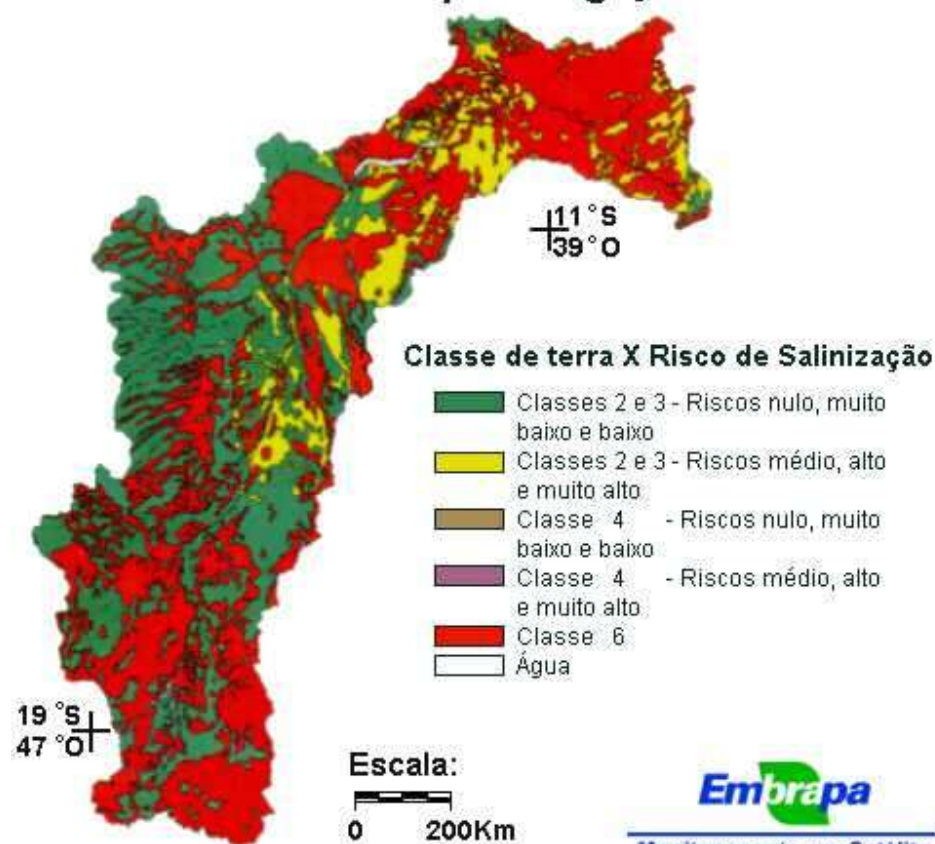 11 °S
39 °O
Classe de terra X Risco de Salinização
Classes 2 e 3 - Riscos nulo, muito
baixo e baixo
Classes 2 e 3 - Riscos médio, alto
e muito alto
Classe 4 - Riscos nulo, muito
baixo e baixo
Classe 4 - Riscos médio, alto
e muito alto
Classe 6
Água
19 °S
47 °O
Escala:
0 200Km
Embrapa